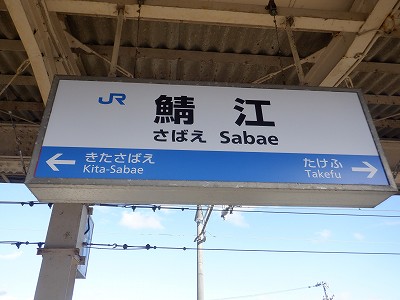 JR 鯖江
さばえ Sabae
← きたさばえ たけふ →
Kita-Sabae Takefu